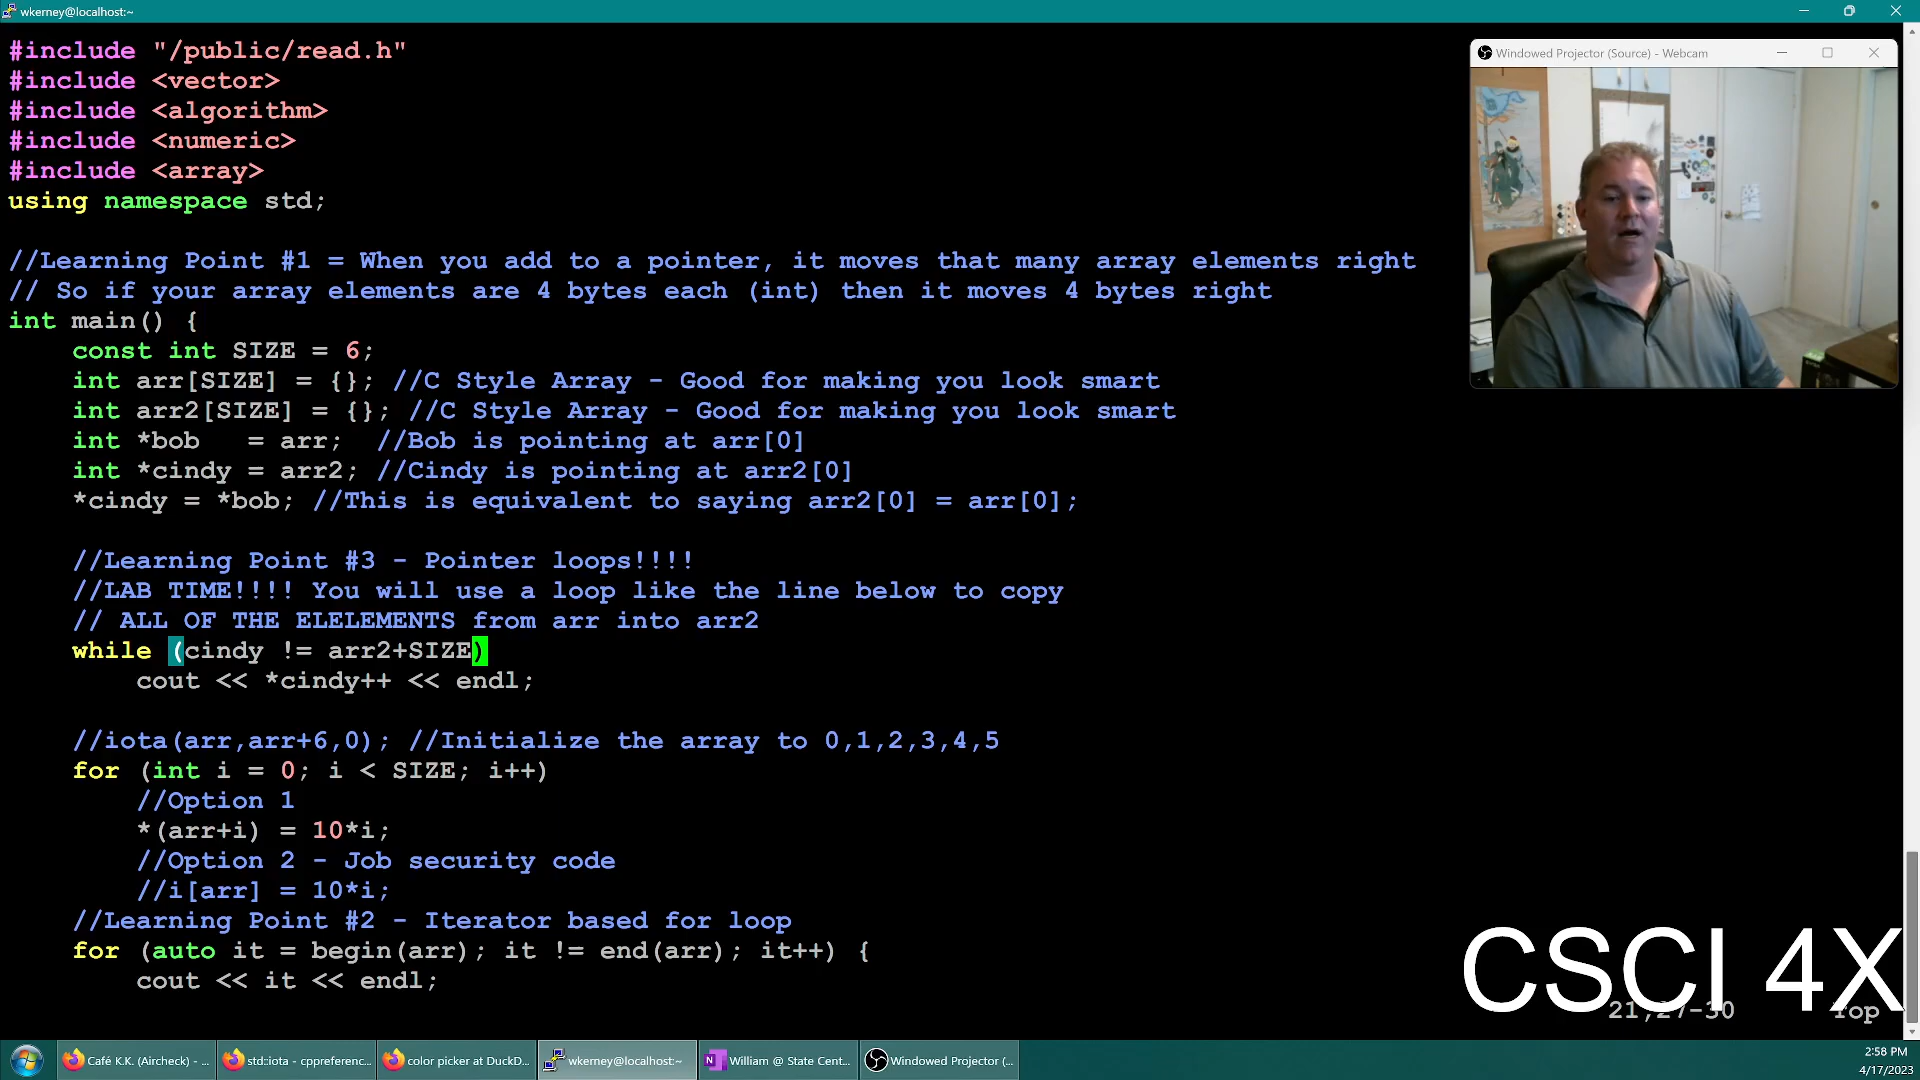 wkerney@localhost:~
#include "/public/read.h"
#include <vector>
#include <algorithm>
#include <numeric>
#include <array>
using namespace std;
Windowed Projector (Source) - Webcam
//Learning Point #1 = When you add to a pointer, it moves that many array elements right
// So if your array elements are 4 bytes each (int) then it moves 4 bytes right
int main() {
const int SIZE = 6;
int arr[SIZE] = {}; //C Style Array - Good for making you look smart
int arr2[SIZE] = {}; //C Style Array - Good for making you look smart
int *bob   = arr;  //Bob is pointing at arr[0]
int *cindy = arr2; //Cindy is pointing at arr2[0]
*cindy = *bob; //This is equivalent to saying arr2[0] = arr[0];
//Learning Point #3 - Pointer loops!!!!
//LAB TIME!!!! You will use a loop like the line below to copy
// ALL OF THE ELELEMENTS from arr into arr2
while (cindy != arr2+SIZE)
cout << *cindy++ << endl;
//iota(arr,arr+6,0); //Initialize the array to 0,1,2,3,4,5
for (int i = 0; i < SIZE; i++)
//Option 1
*(arr+i) = 10*i;
//Option 2 - Job security code
//i[arr] = 10*i;
//Learning Point #2 - Iterator based for loop
for (auto it = begin(arr); it != end(arr); it++) {
cout << it << endl;
CSCI 4X
21,27-30 Top
Café K.K. (Aircheck) - ...
std::iota - cppreferenc...
color picker at DuckD...
wkerney@localhost:~
William @ State Cent...
Windowed Projector (...
2:58 PM
4/17/2023